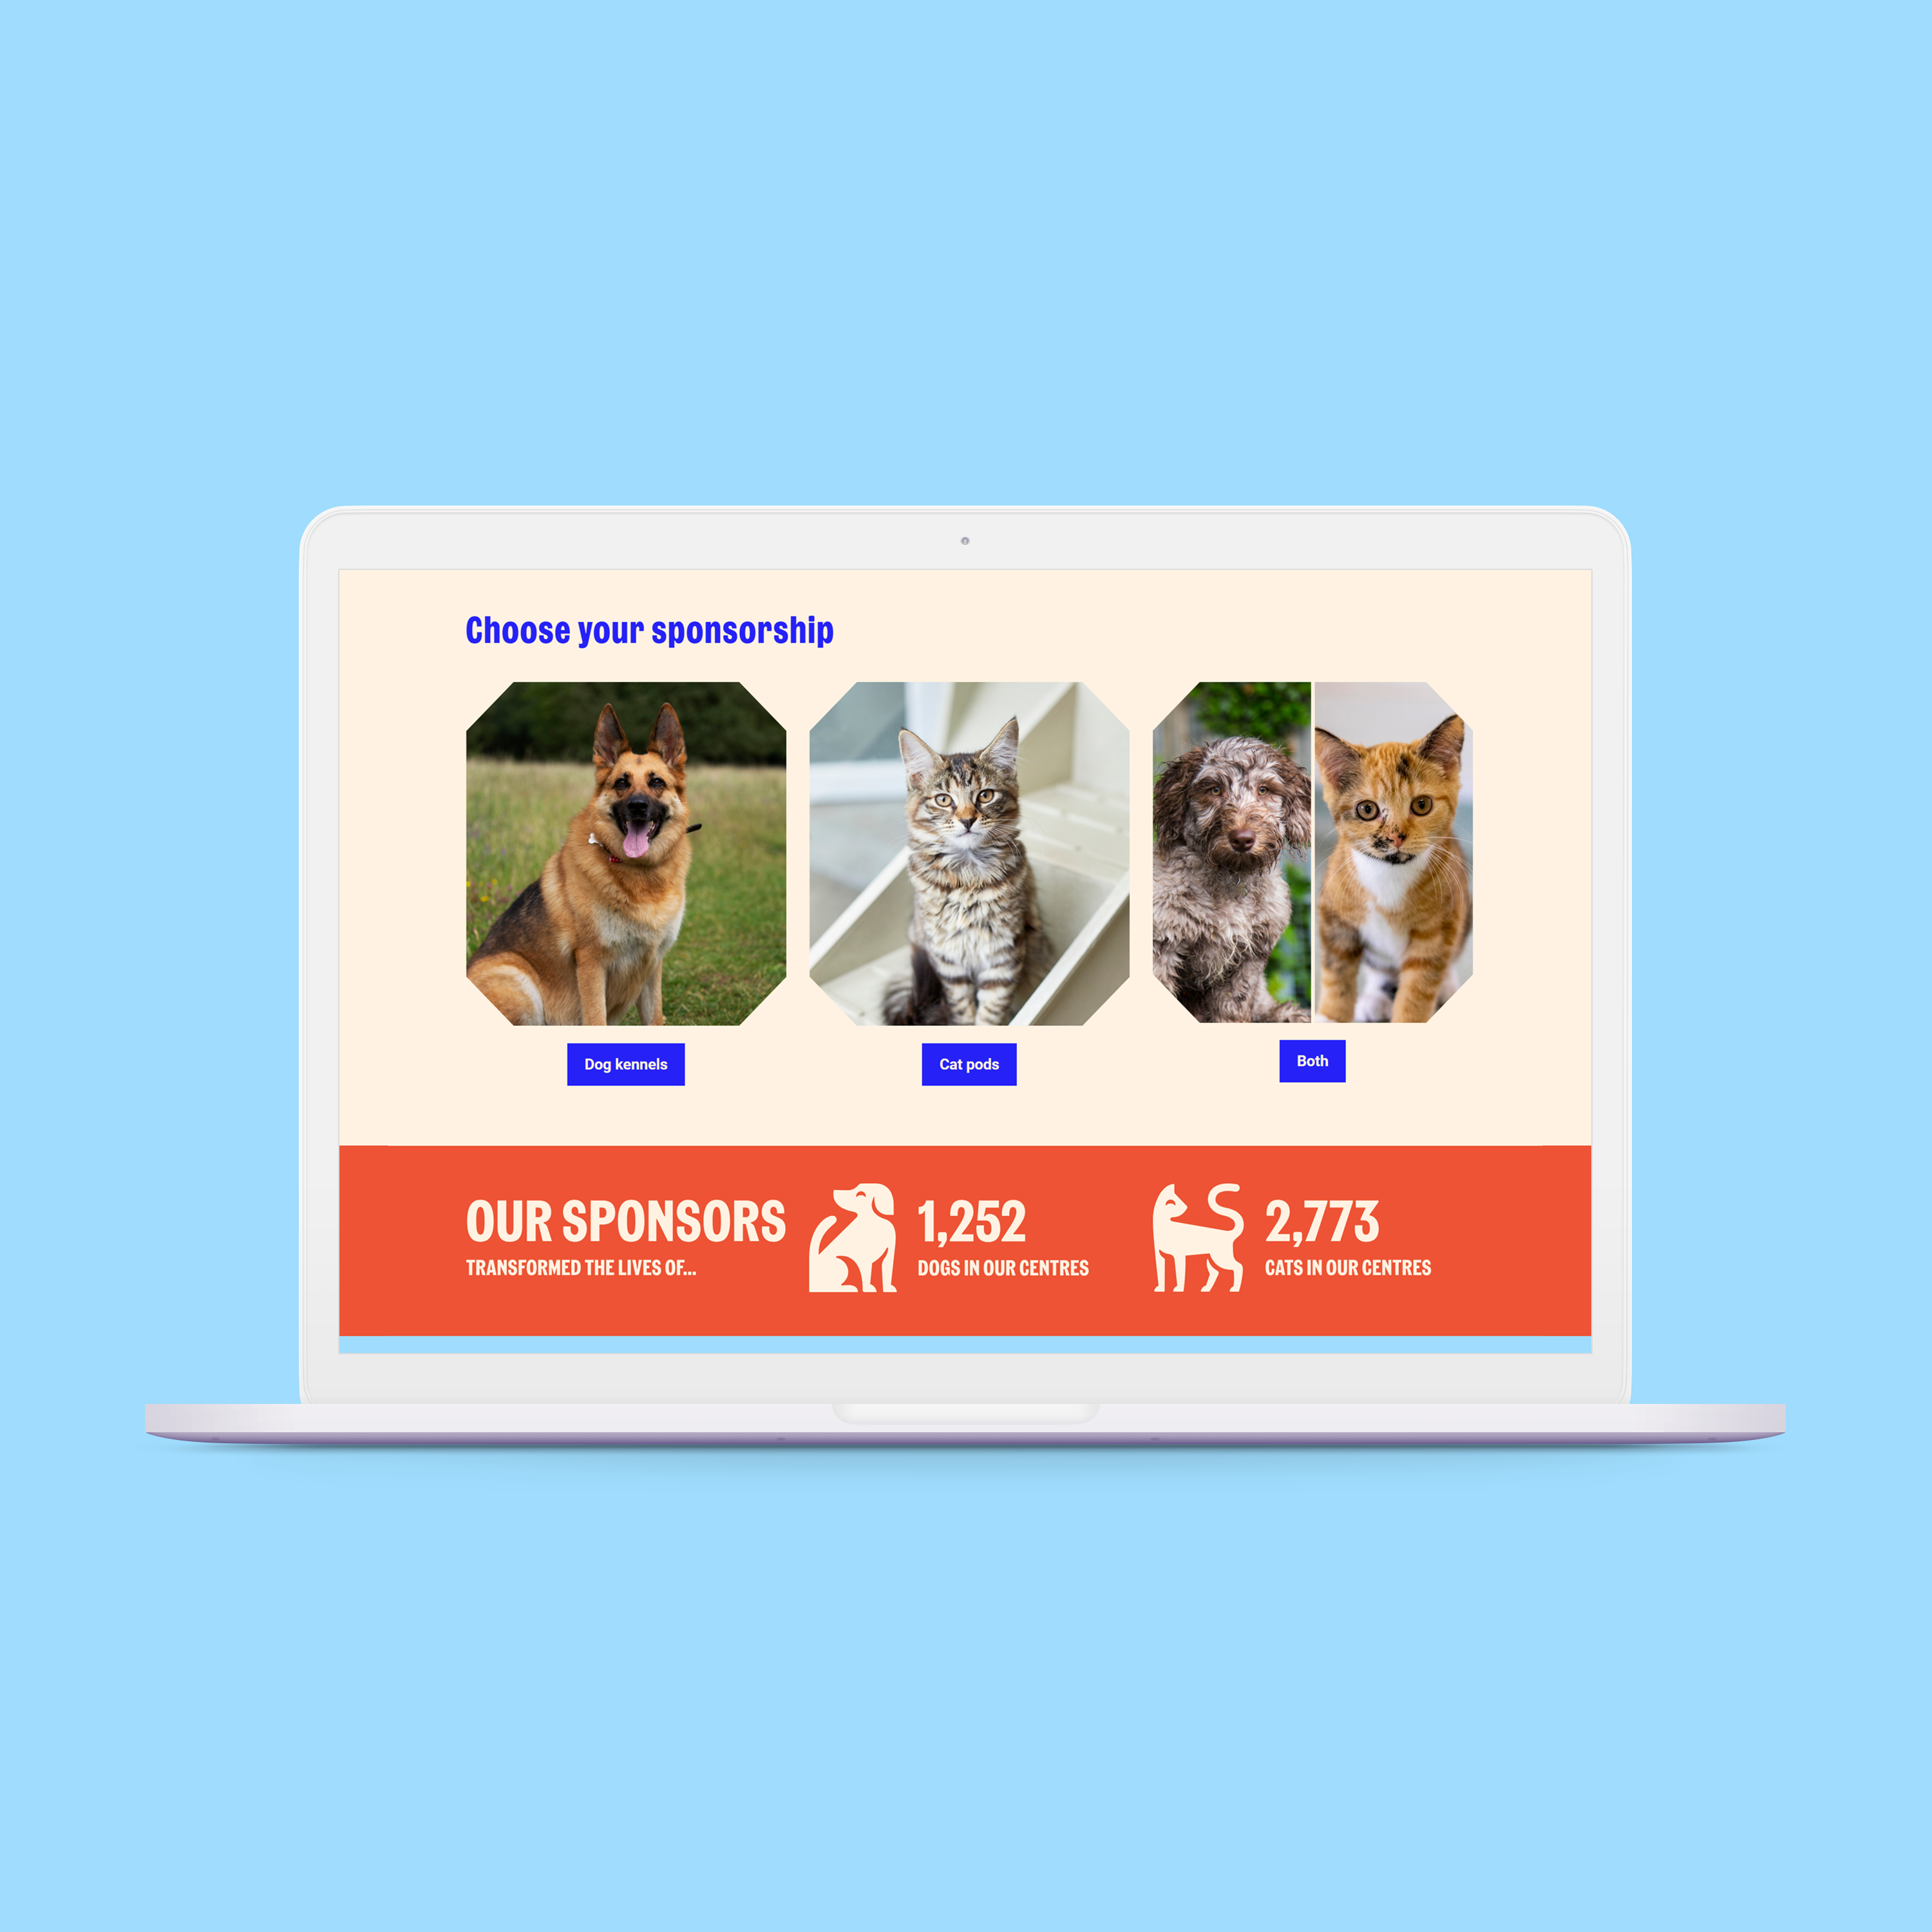 Choose your sponsorship
Dog kennels
Cat pods
Both
OUR SPONSORS
TRANSFORMED THE LIVES OF...
1,252
DOGS IN OUR CENTRES
2,773
CATS IN OUR CENTRES